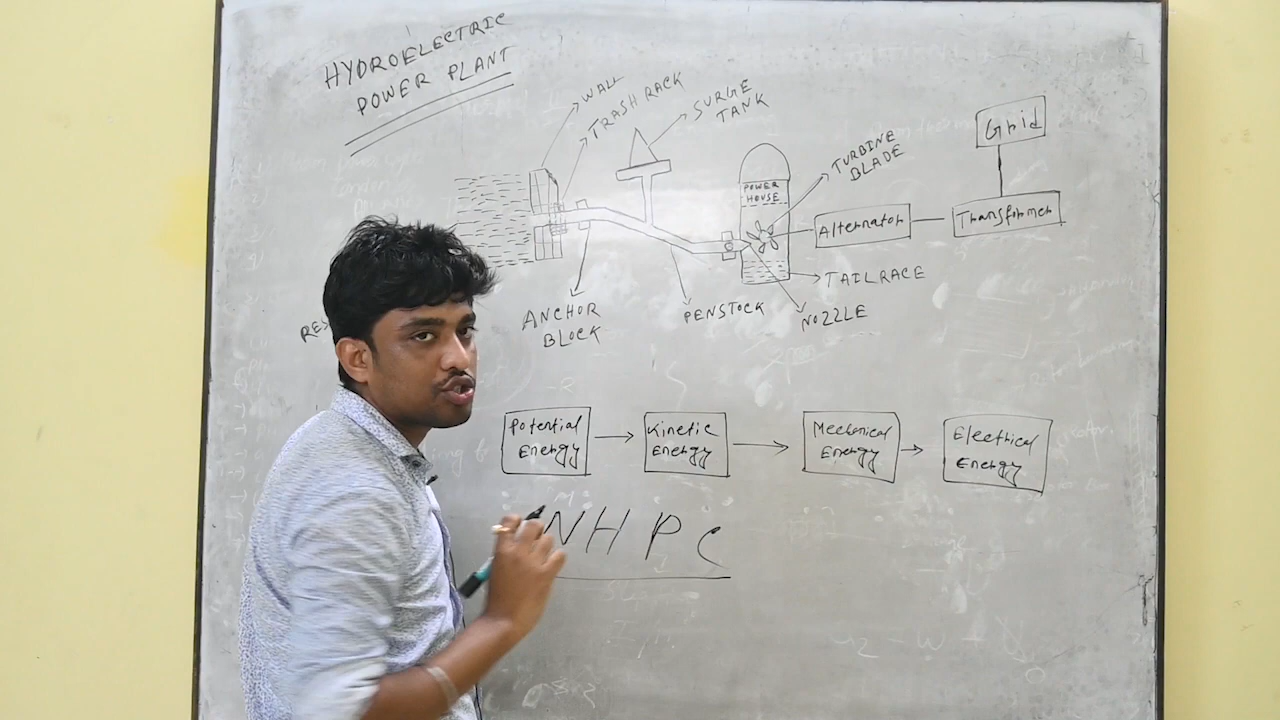 HYDROELECTRIC
POWER PLANT
WALL
TRASH RACK
SURGE
TANK
POWER
HOUSE
TURBINE
BLADE
Alternator
Transformer
Grid
TAILRACE
NOZZLE
PENSTOCK
ANCHOR
BLOCK
RES
Potential
Energy
Kinetic
Energy
Mechanical
Energy
Electrical
Energy
NHPC